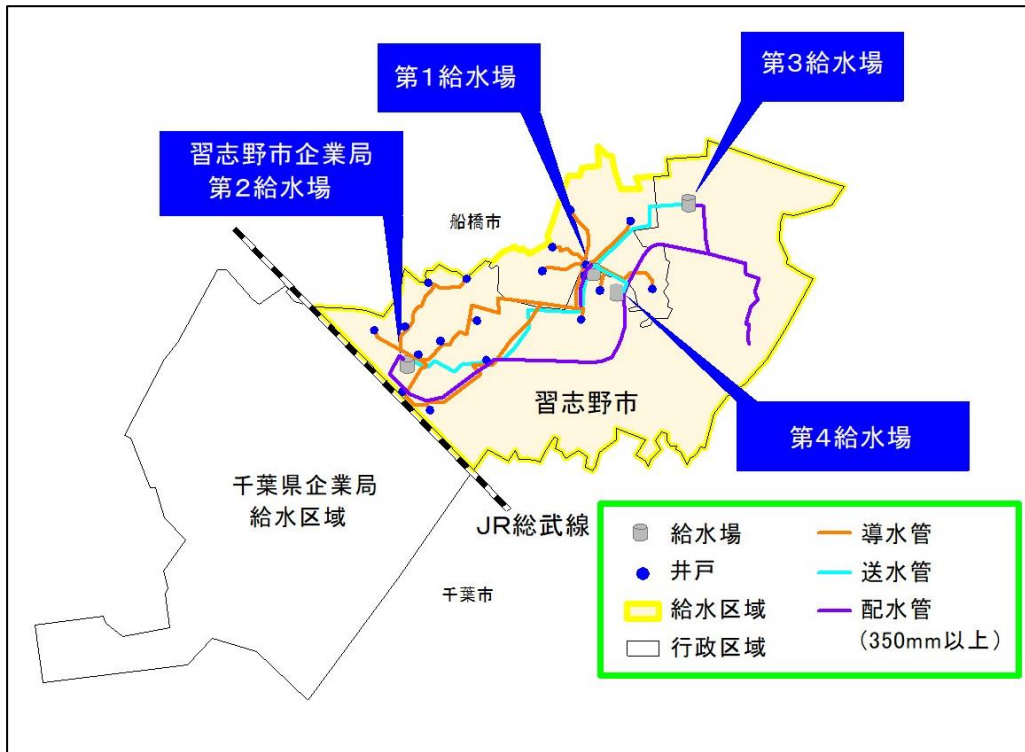 第1給水場
第3給水場
習志野市企業局
第2給水場
船橋市
習志野市
第4給水場
千葉県企業局
給水区域
JR総武線
千葉市
給水場
導水管
井戸
送水管
給水区域
配水管
(350mm以上)
行政区域